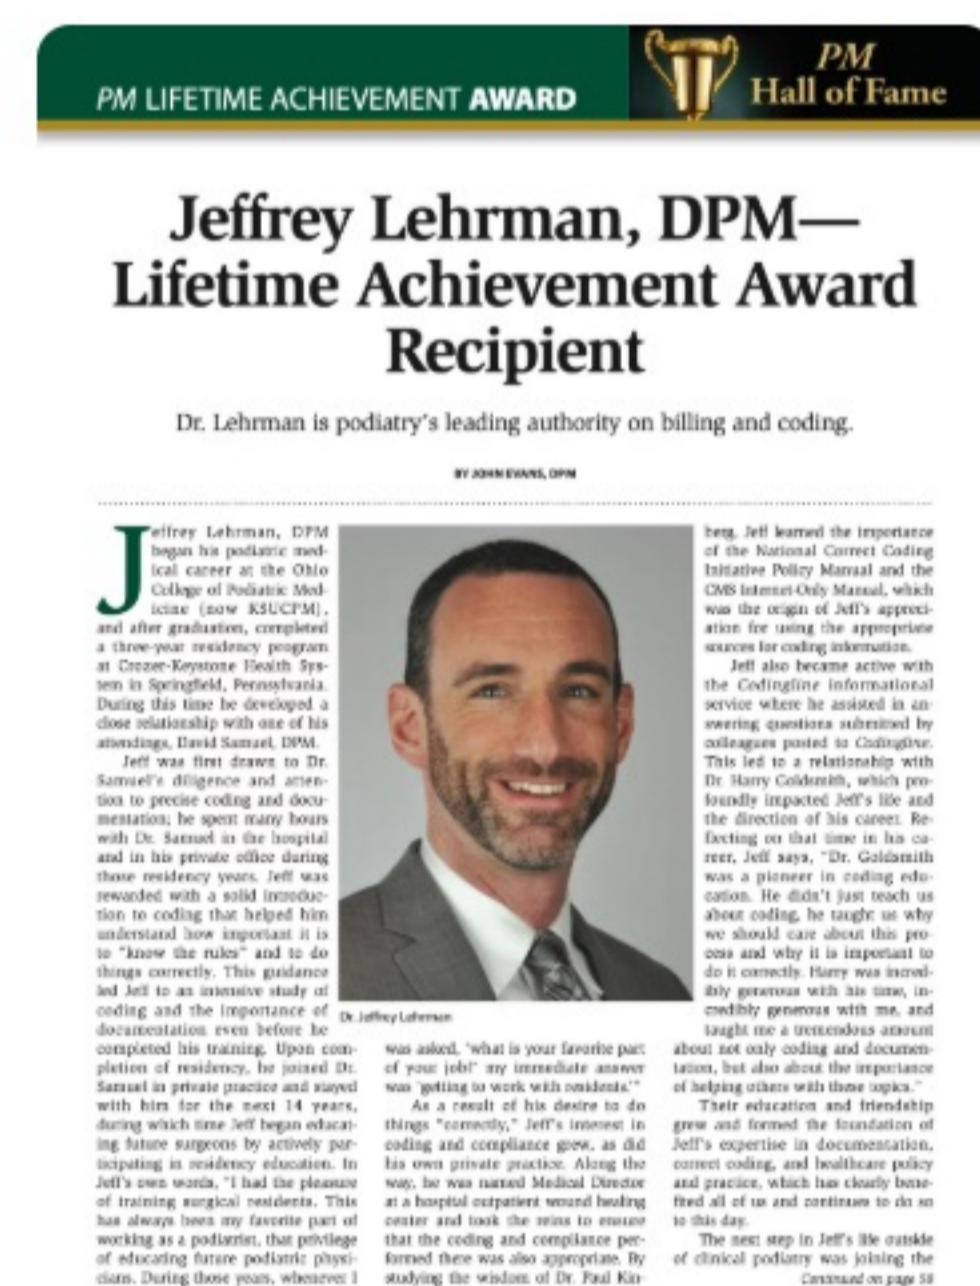 PM LIFETIME ACHIEVEMENT AWARD
PM
Hall of Fame
Jeffrey Lehrman, DPM—
Lifetime Achievement Award
Recipient
Dr. Lehrman is podiatry's leading authority on billing and coding.
BY JOHN EVANS, DPM
Jeffrey Lehrman, DPM
began his podiatric med-
ical career at the Ohio
College of Podiatric Med-
icine (now KSUCPM),
and after graduation, completed
a three-year residency program
at Crozer-Keystone Health Sys-
tem in Springfield, Pennsylvania.
During this time he developed a
close relationship with one of his
attendings, David Samuel, DPM.
Jeff was first drawn to Dr.
Samuel's diligence and atten-
tion to precise coding and docu-
mentation; he spent many hours
with Dr. Samuel in the hospital
and in his private office during
those residency years. Jeff was
rewarded with a solid introduc-
tion to coding that helped him
understand how important it is
to "know the rules" and to do
things correctly. This guidance
led Jeff to an intensive study of
coding and the importance of
documentation even before he
completed his training. Upon com-
pletion of residency, he joined Dr.
Samuel in private practice and stayed
with him for the next 14 years,
during which time Jeff began educat-
ing future surgeons by actively par-
ticipating in residency education. In
Jeff's own words, "I had the pleasure
of training surgical residents. This
has always been my favorite part of
working as a podiatrist, that privilege
of educating future podiatric physi-
cians. During those years, whenever I
Dr. Jeffrey Lehrman
was asked, 'what is your favorite part
of your job?' my immediate answer
was 'getting to work with residents.'"
As a result of his desire to do
things "correctly," Jeff's interest in
coding and compliance grew, as did
his own private practice. Along the
way, he was named Medical Director
at a hospital outpatient wound healing
center and took the reins to ensure
that the coding and compliance per-
formed there was also appropriate. By
studying the wisdom of Dr. Paul Kin-
berg, Jeff learned the importance
of the National Correct Coding
Initiative Policy Manual and the
CMS Internet-Only Manual, which
was the origin of Jeff's appreci-
ation for using the appropriate
sources for coding information.
Jeff also became active with
the Codingline informational
service where he assisted in an-
swering questions submitted by
colleagues posted to Codingline.
This led to a relationship with
Dr. Harry Goldsmith, which pro-
foundly impacted Jeff's life and
the direction of his career. Re-
flecting on that time in his ca-
reer, Jeff says, "Dr. Goldsmith
was a pioneer in coding edu-
cation. He didn't just teach us
about coding, he taught us why
we should care about this pro-
cess and why it is important to
do it correctly. Harry was incred-
ibly generous with his time, in-
credibly generous with me, and
taught me a tremendous amount
about not only coding and documen-
tation, but also about the importance
of helping others with these topics."
Their education and friendship
grew and formed the foundation of
Jeff's expertise in documentation,
correct coding, and healthcare policy
and practice, which has clearly bene-
fited all of us and continues to do so
to this day.
The next step in Jeff's life outside
of clinical podiatry was joining the
Continued on page